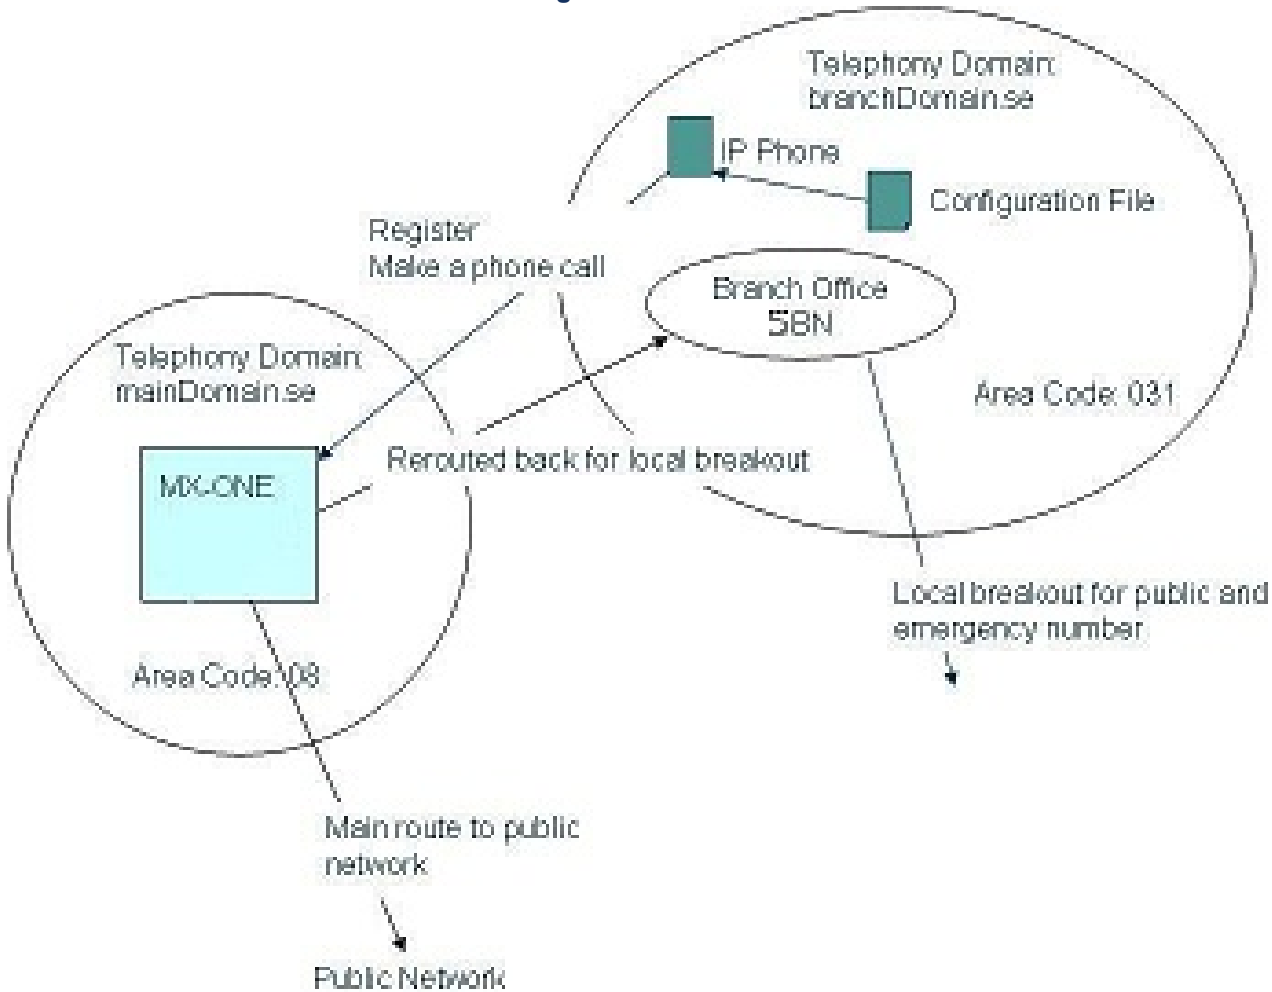 Telephony Domain:
branchDomain.se
IP Phone
Configuration File
Register
Make a phone call
Branch Office
SBN
Telephony Domain:
mainDomain.se
Area Code: 031
Rerouted back for local breakout
MX-ONE
Local breakout for public and
emergency number
Area Code: 08
Main route to public
network
Public Network